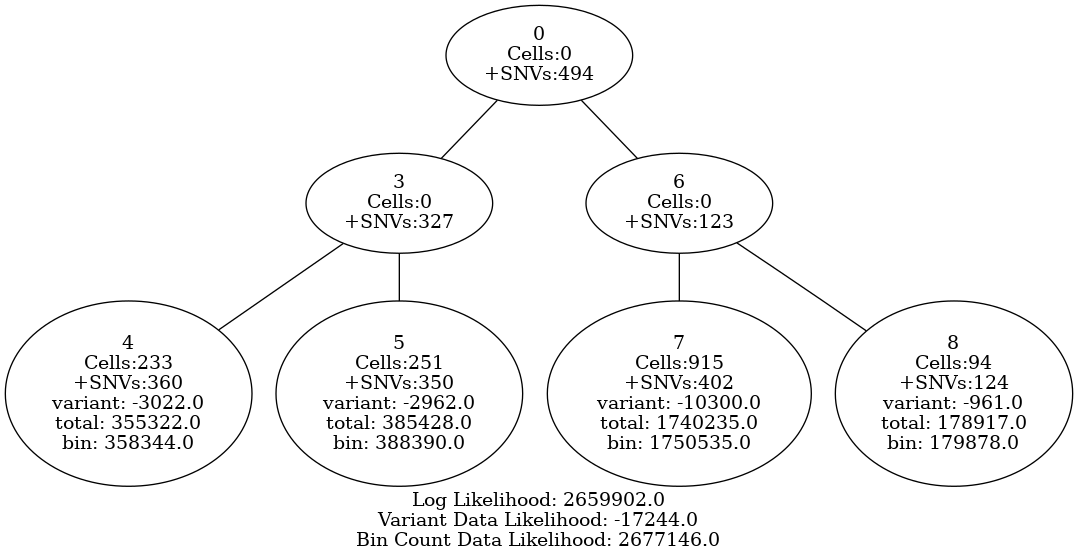 0
Cells:0
+SNVs:494
3
Cells:0
+SNVs:327
6
Cells:0
+SNVs:123
4
Cells:233
+SNVs:360
variant: -3022.0
total: 355322.0
bin: 358344.0
5
Cells:251
+SNVs:350
variant: -2962.0
total: 385428.0
bin: 388390.0
7
Cells:915
+SNVs:402
variant: -10300.0
total: 1740235.0
bin: 1750535.0
8
Cells:94
+SNVs:124
variant: -961.0
total: 178917.0
bin: 179878.0
Log Likelihood: 2659902.0
Variant Data Likelihood: -17244.0
Bin Count Data Likelihood: 2677146.0